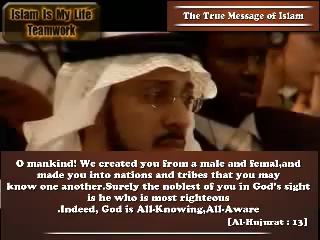 Islam Is My Life
Teamwork
The True Message of Islam
O mankind! We created you from a male and femal,and
made you into nations and tribes that you may
know one another.Surely the noblest of you in God's sight
is he who is most righteous
.Indeed, God is All-Knowing,All-Aware
[Al-Hujurat : 13]